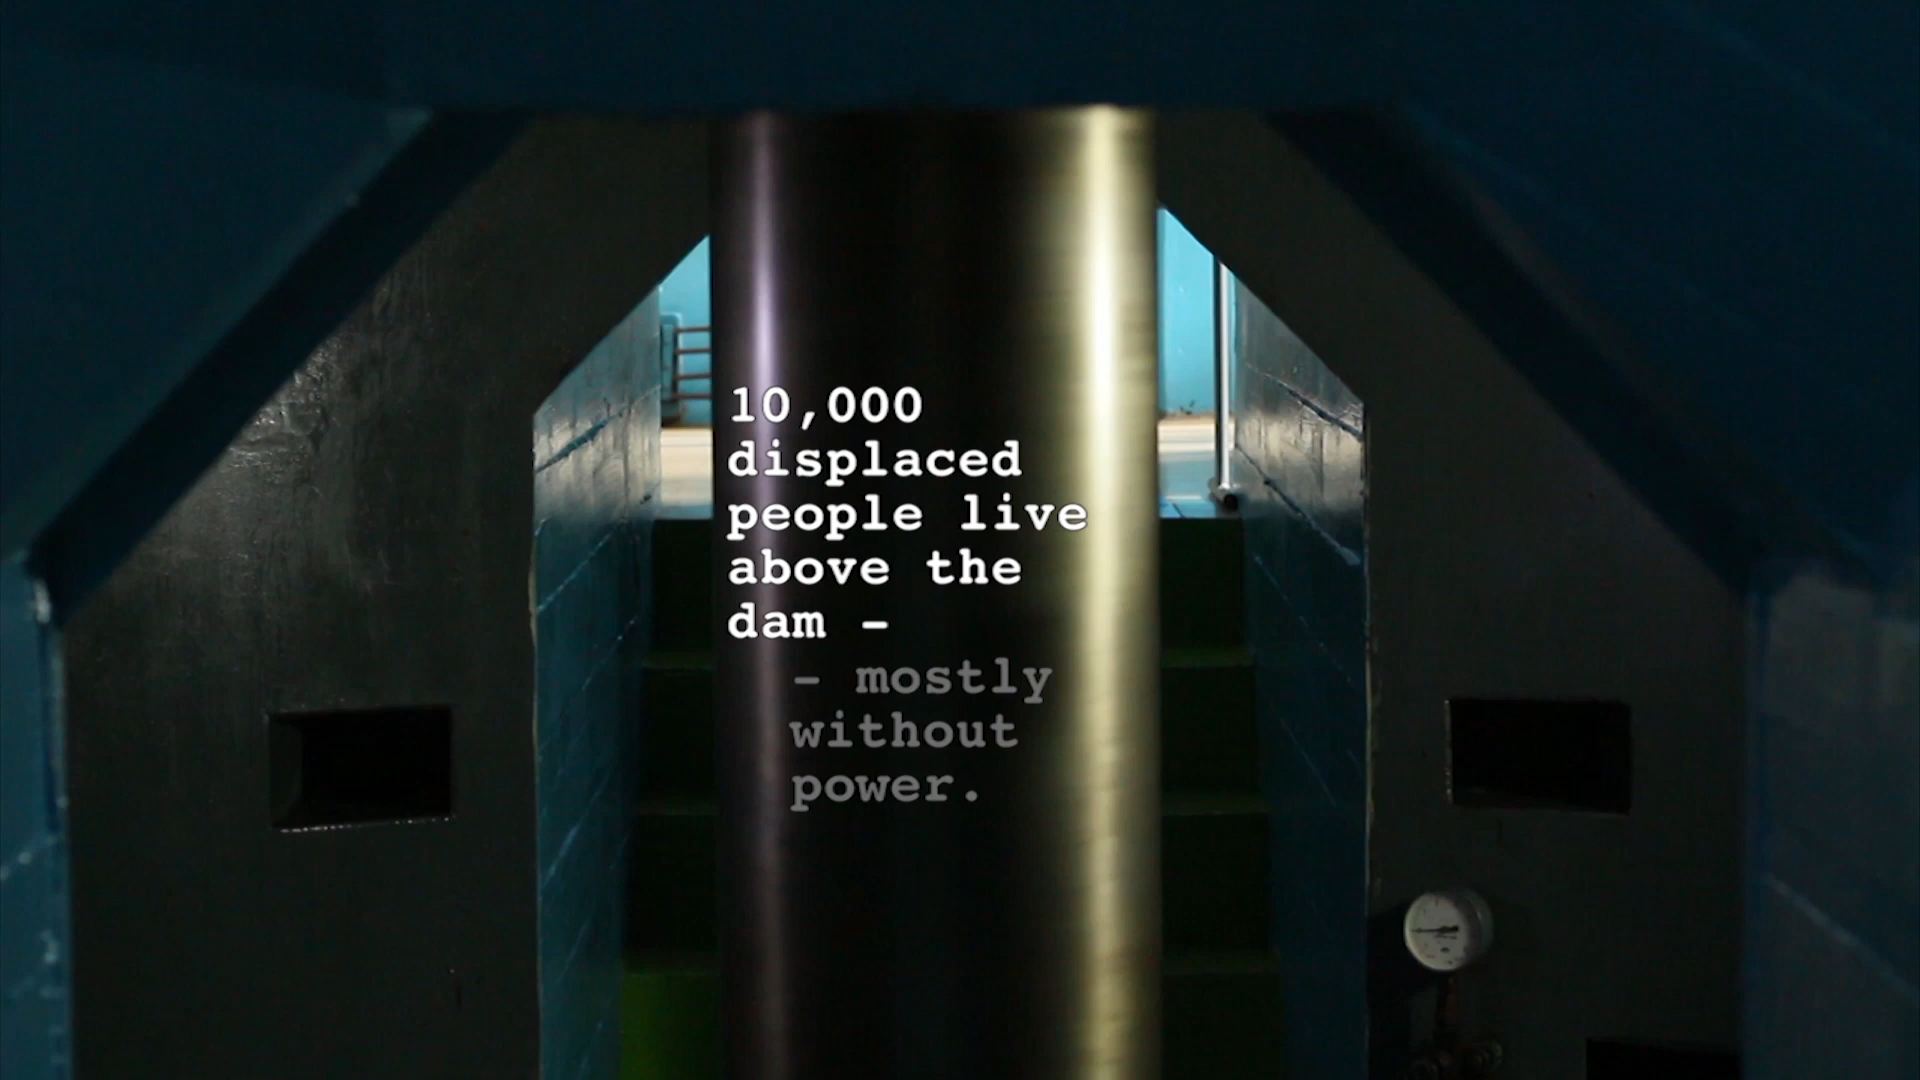 10,000
displaced
people live
above the
dam -
- mostly
without
power.